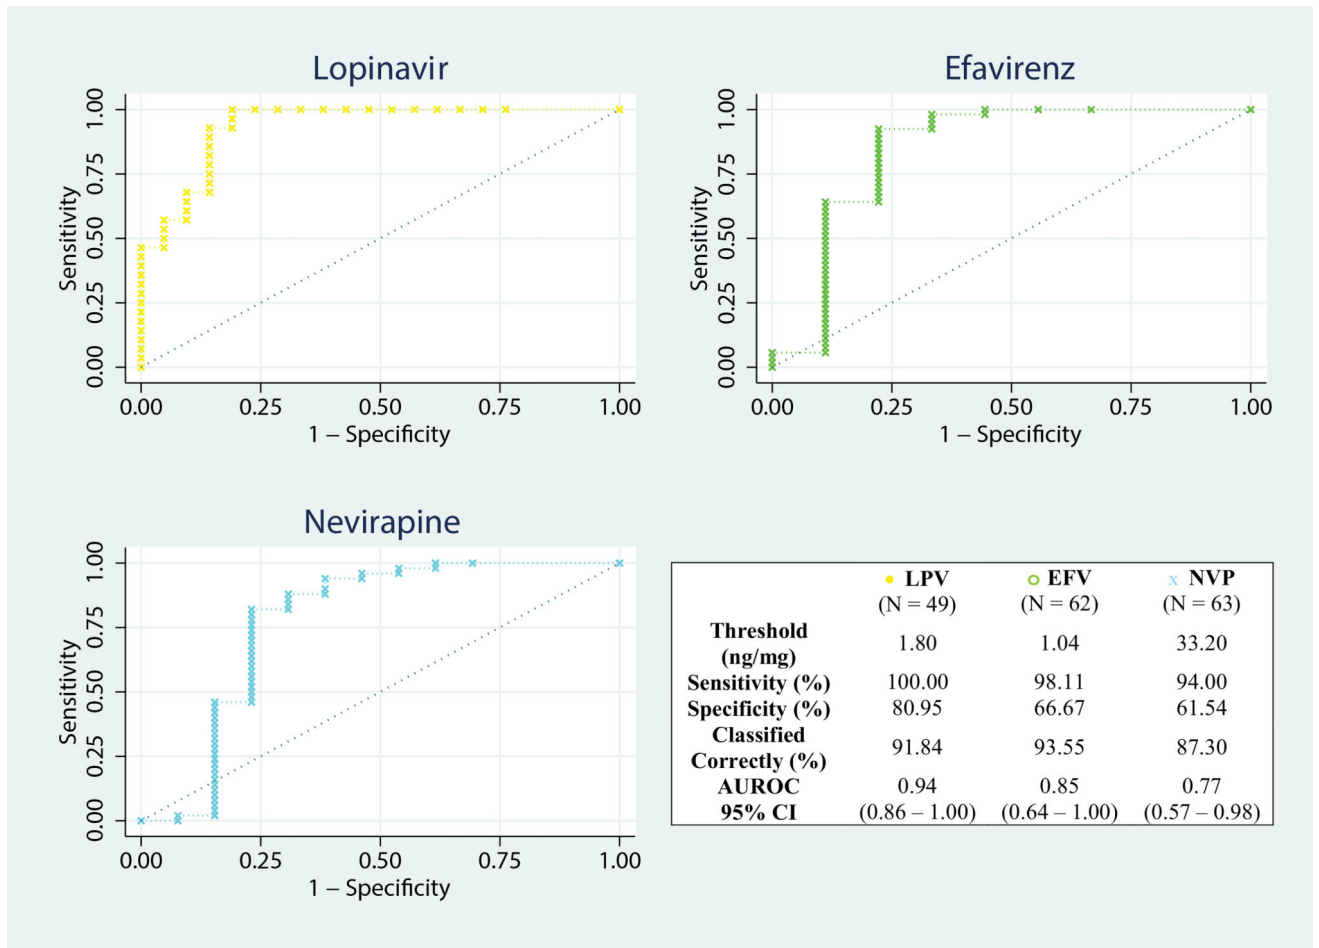 Lopinavir
Sensitivity
1.00
0.75
0.50
0.25
0.00
0.00 0.25 0.50 0.75 1.00
1 – Specificity
Efavirenz
Sensitivity
1.00
0.75
0.50
0.25
0.00
0.00 0.25 0.50 0.75 1.00
1 – Specificity
Nevirapine
Sensitivity
1.00
0.75
0.50
0.25
0.00
0.00 0.25 0.50 0.75 1.00
1 – Specificity
LPV EFV x NVP
(N = 49) (N = 62) (N = 63)
Threshold
(ng/mg) 1.80 1.04 33.20
Sensitivity (%) 100.00 98.11 94.00
Specificity (%) 80.95 66.67 61.54
Classified
Correctly (%) 91.84 93.55 87.30
AUROC 0.94 0.85 0.77
95% CI (0.86 – 1.00) (0.64 – 1.00) (0.57 – 0.98)